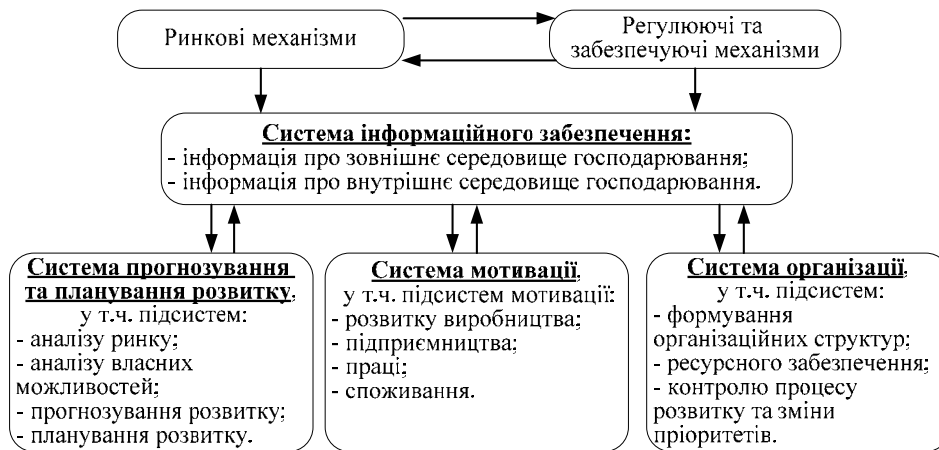 Ринкові механізми
Регулюючі та
забезпечуючі механізми
Система інформаційного забезпечення:
- інформація про зовнішнє середовище господарювання;
- інформація про внутрішнє середовище господарювання.
Система прогнозування
та планування розвитку,
у т.ч. підсистем:
- аналізу ринку;
- аналізу власних
можливостей;
- прогнозування розвитку;
- планування розвитку.
Система мотивації,
у т.ч. підсистем мотивації:
- розвитку виробництва;
- підприємництва;
- праці;
- споживання.
Система організації,
у т.ч. підсистем:
- формування
організаційних структур;
- ресурсного забезпечення;
- контролю процесу
розвитку та зміни
пріоритетів.